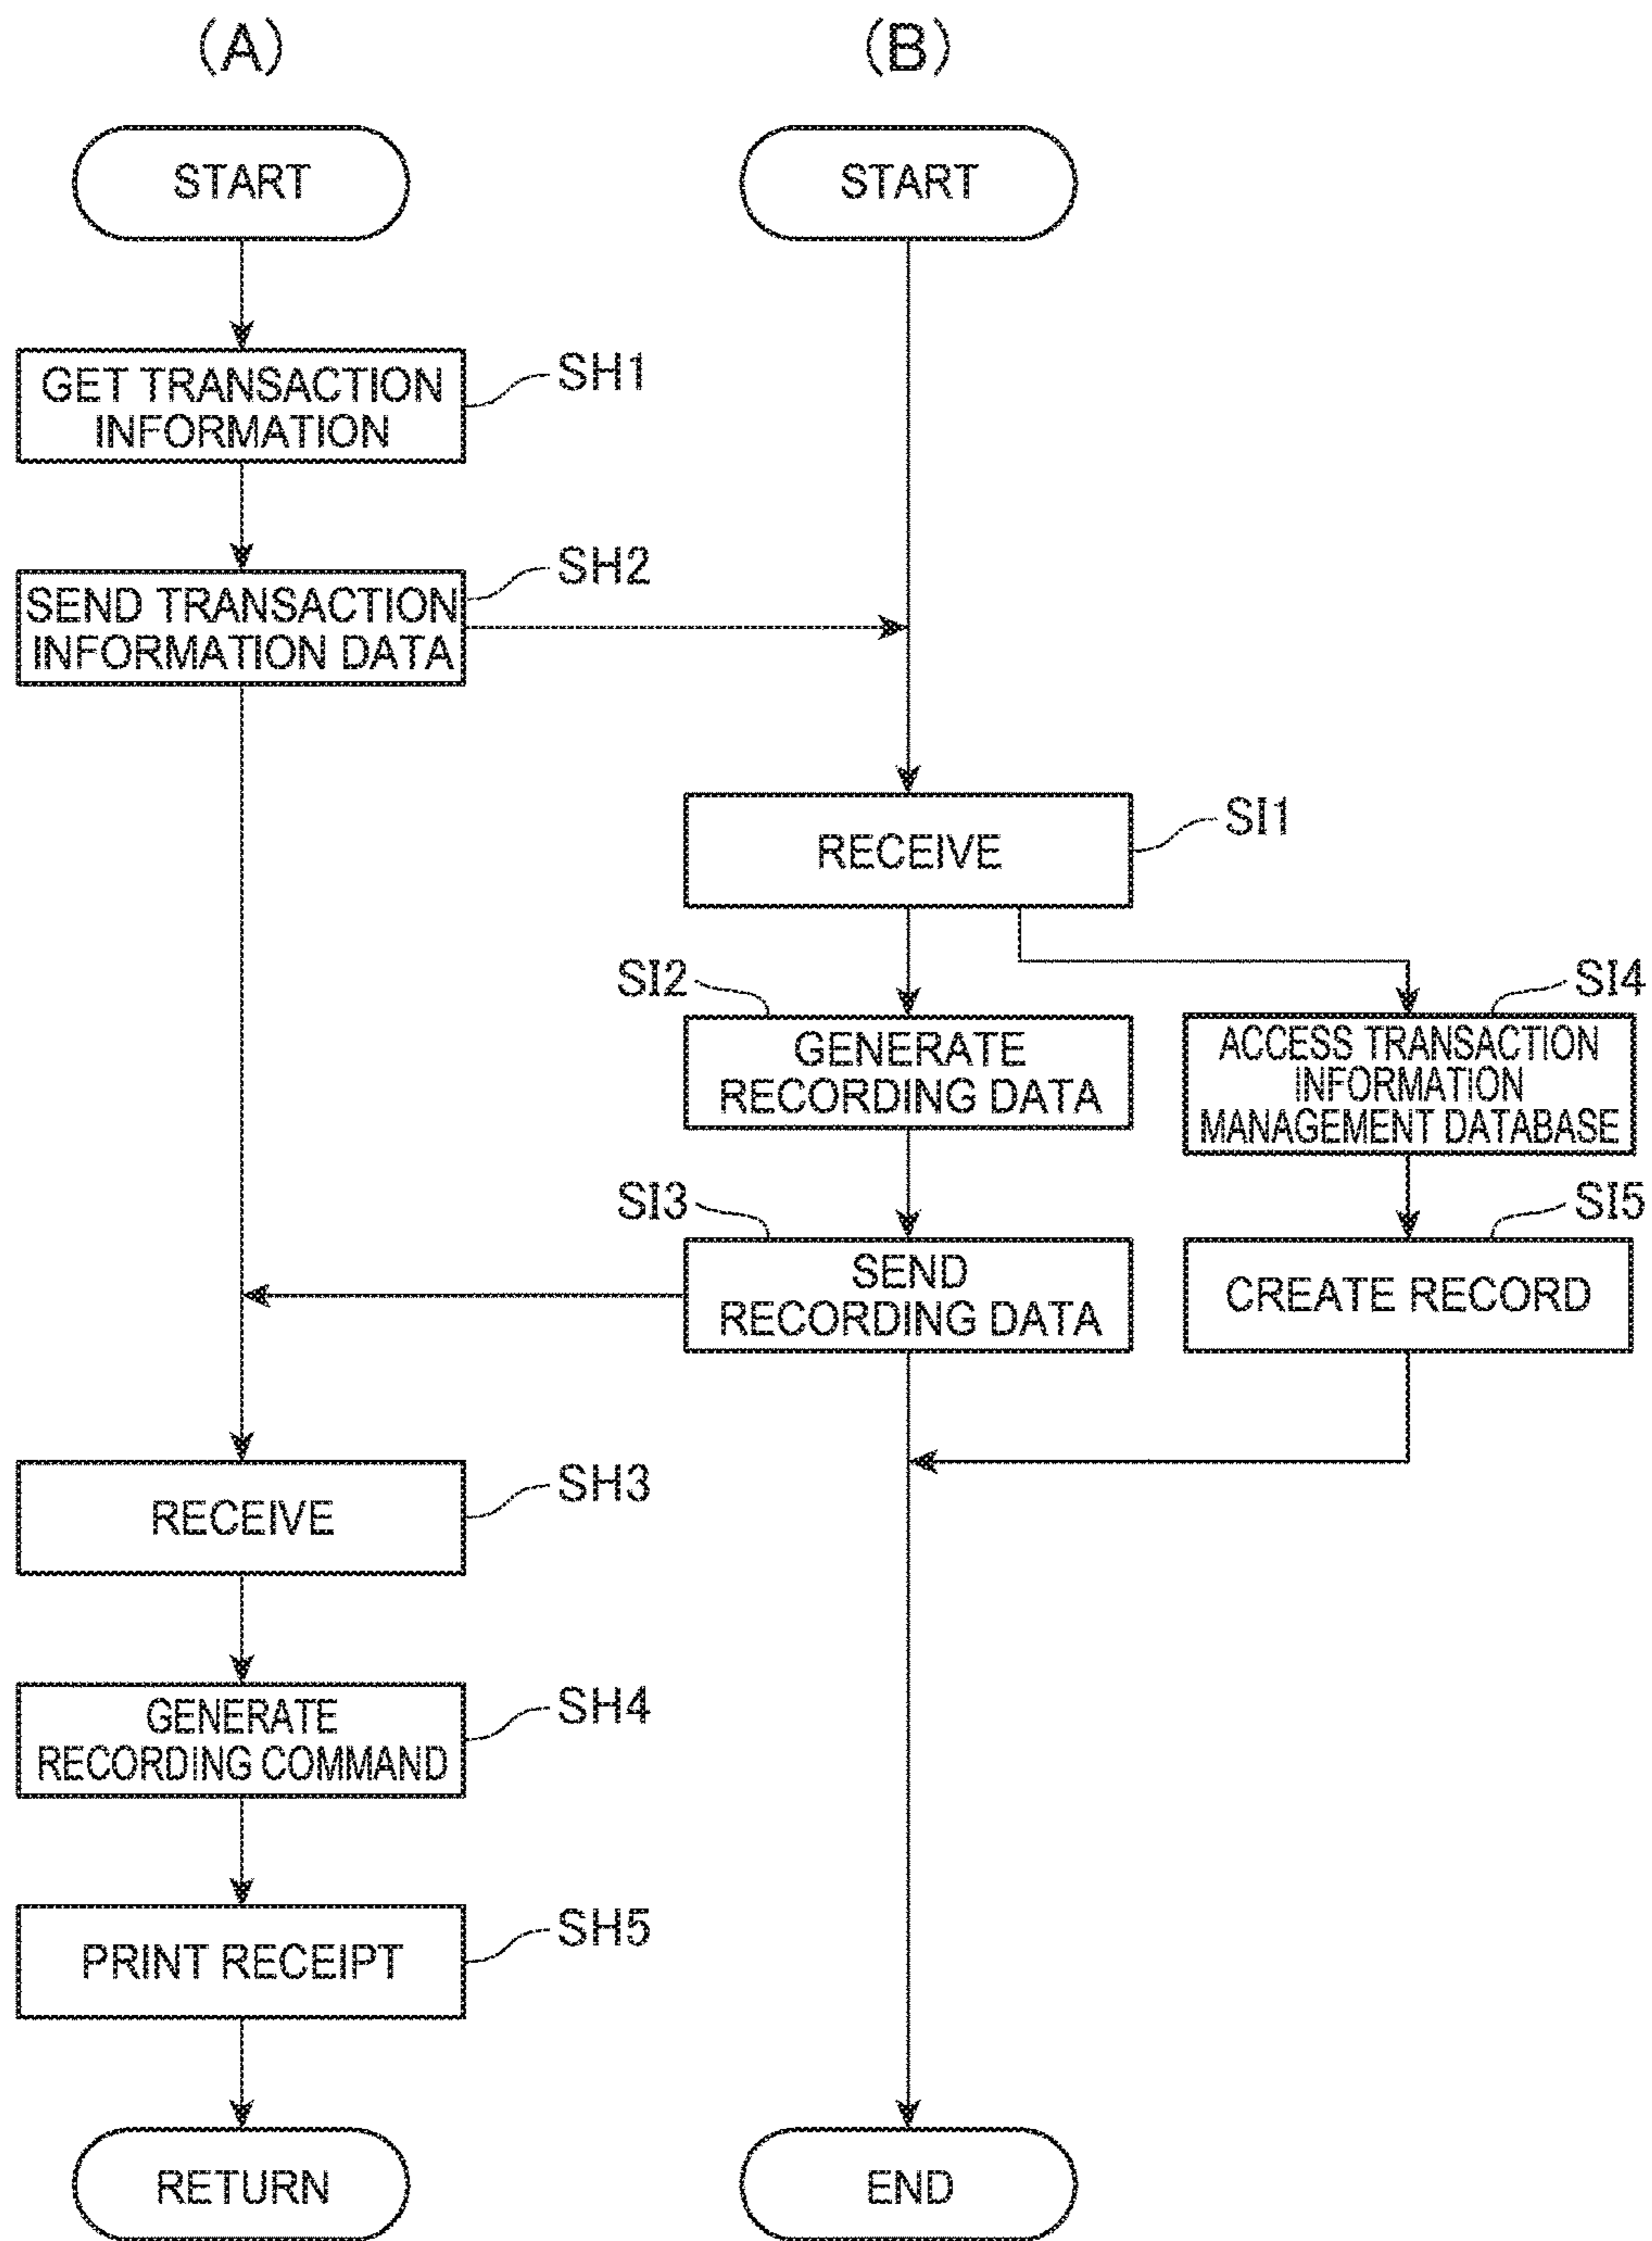 (A)
(B)
START
START
GET TRANSACTION
INFORMATION
SH1
SEND TRANSACTION
INFORMATION DATA
SH2
RECEIVE
SI1
SI2
GENERATE
RECORDING DATA
SI4
ACCESS TRANSACTION
INFORMATION
MANAGEMENT DATABASE
SI3
SEND
RECORDING DATA
SI5
CREATE RECORD
RECEIVE
SH3
GENERATE
RECORDING COMMAND
SH4
PRINT RECEIPT
SH5
RETURN
END